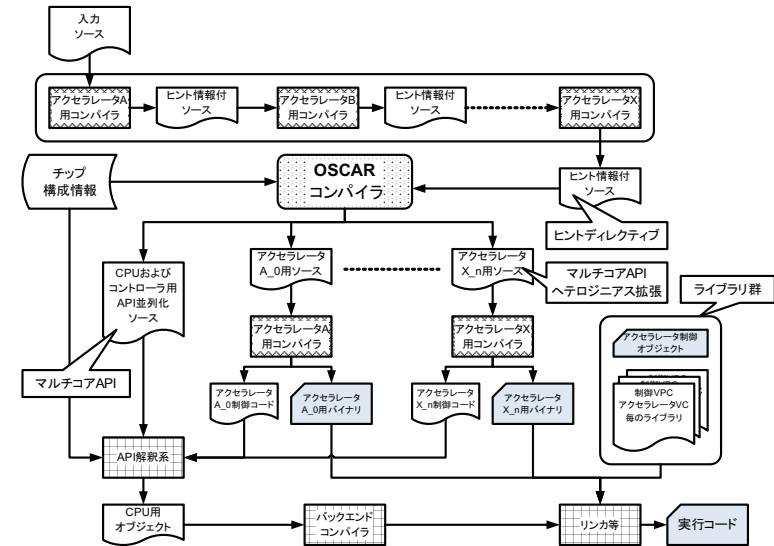 入力
ソース
アクセラレータA
用コンパイラ
ヒント情報付
ソース
アクセラレータB
用コンパイラ
ヒント情報付
ソース
アクセラレータX
用コンパイラ
チップ
構成情報
OSCAR
コンパイラ
ヒント情報付
ソース
ヒントディレクティブ
CPUおよび
コントローラ用
API並列化
ソース
アクセラレータ
A_0用ソース
アクセラレータ
X_n用ソース
マルチコアAPI
ヘテロジニアス拡張
ライブラリ群
マルチコアAPI
アクセラレータA
用コンパイラ
アクセラレータX
用コンパイラ
アクセラレータ制御
オブジェクト
アクセラレータ
A_0制御コード
アクセラレータ
A_0用バイナリ
アクセラレータ
X_n制御コード
アクセラレータ
X_n用バイナリ
制御VPC
アクセラレータVC
毎のライブラリ
API解釈系
CPU用
オブジェクト
バックエンド
コンパイラ
リンカ等
実行コード